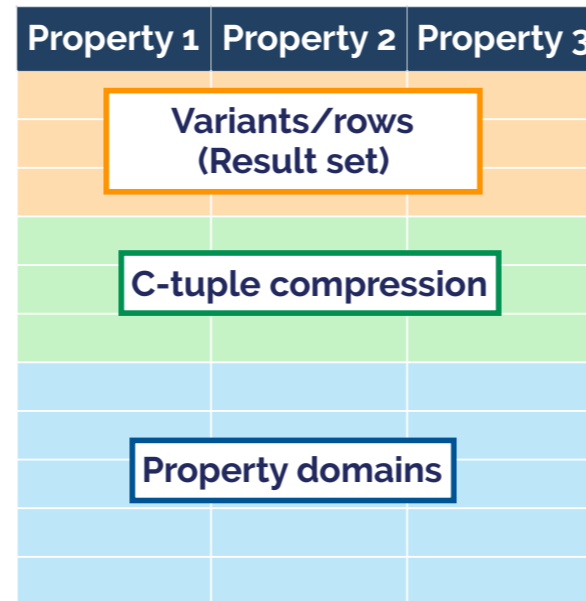 Property 1 Property 2 Property 3
Variants/rows
(Result set)
C-tuple compression
Property domains